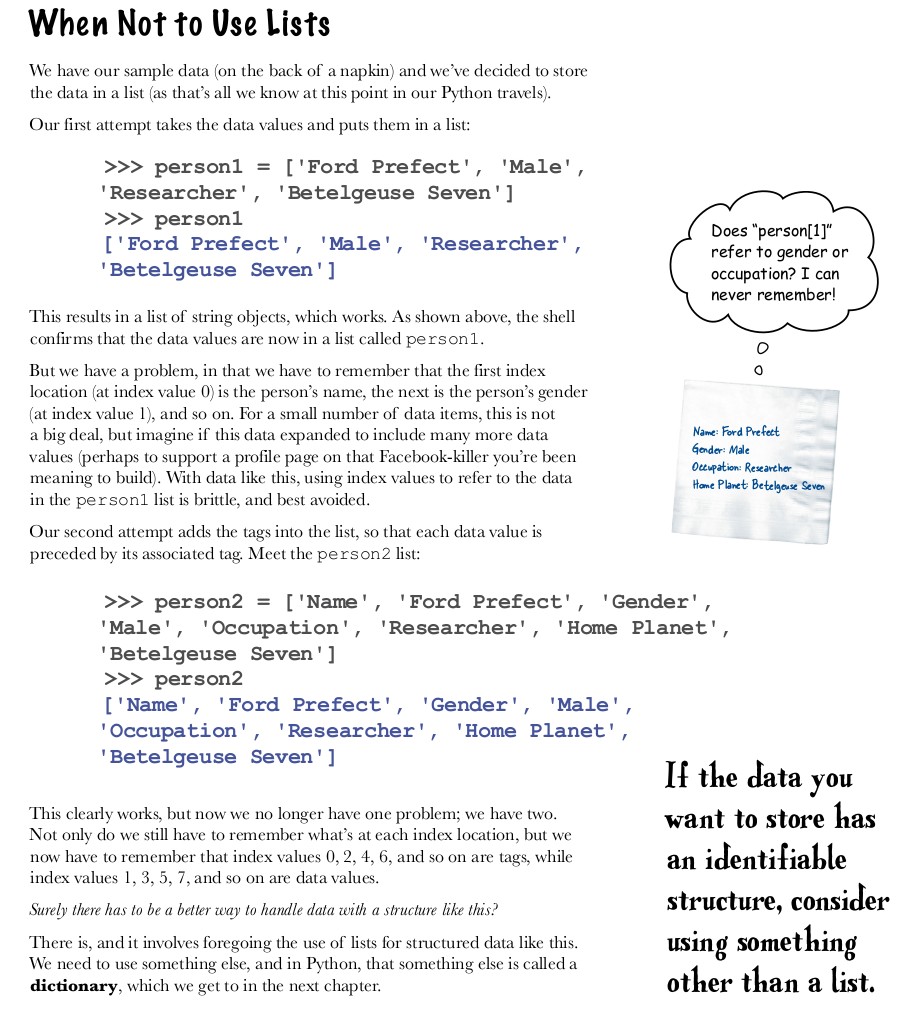 When Not to Use Lists
We have our sample data (on the back of a napkin) and we've decided to store
the data in a list (as that's all we know at this point in our Python travels).
Our first attempt takes the data values and puts them in a list:
>>> person1 = ['Ford Prefect', 'Male',
'Researcher', 'Betelgeuse Seven']
>>> person1
['Ford Prefect', 'Male', 'Researcher',
'Betelgeuse Seven']
Does “person[1]”
refer to gender or
occupation? I can
never remember!
This results in a list of string objects, which works. As shown above, the shell
confirms that the data values are now in a list called person1.
But we have a problem, in that we have to remember that the first index
location (at index value 0) is the person's name, the next is the person's gender
(at index value 1), and so on. For a small number of data items, this is not
a big deal, but imagine if this data expanded to include many more data
values (perhaps to support a profile page on that Facebook-killer you're been
meaning to build). With data like this, using index values to refer to the data
in the person1 list is brittle, and best avoided.
Name: Ford Prefect
Gender: Male
Occupation: Researcher
Home Planet: Betelgeuse Seven
Our second attempt adds the tags into the list, so that each data value is
preceded by its associated tag. Meet the person2 list:
>>> person2 = ['Name', 'Ford Prefect', 'Gender',
'Male', 'Occupation', 'Researcher', 'Home Planet',
'Betelgeuse Seven']
>>> person2
['Name', 'Ford Prefect', 'Gender', 'Male',
'Occupation', 'Researcher', 'Home Planet',
'Betelgeuse Seven']
This clearly works, but now we no longer have one problem; we have two.
Not only do we still have to remember what's at each index location, but we
now have to remember that index values 0, 2, 4, 6, and so on are tags, while
index values 1, 3, 5, 7, and so on are data values.
Surely there has to be a better way to handle data with a structure like this?
There is, and it involves foregoing the use of lists for structured data like this.
We need to use something else, and in Python, that something else is called a
dictionary, which we get to in the next chapter.
If the data you
want to store has
an identifiable
structure, consider
using something
other than a list.